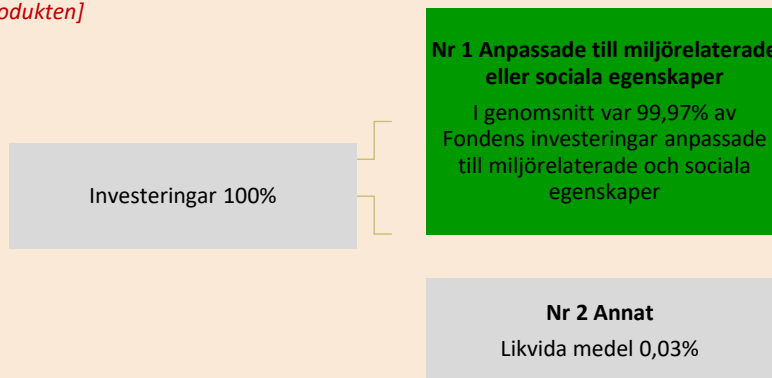 odukten]
Nr 1 Anpassade till miljörelaterade
eller sociala egenskaper
I genomsnitt var 99,97% av
Fondens investeringar anpassade
till miljörelaterade och sociala
egenskaper
Investeringar 100%
Nr 2 Annat
Likvida medel 0,03%